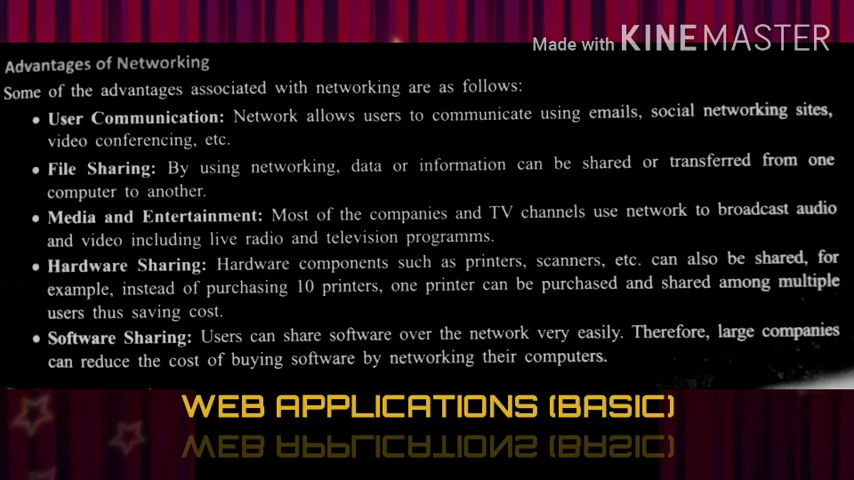 Made with KINEMASTER
Advantages of Networking
Some of the advantages associated with networking are as follows:
• User Communication: Network allows users to communicate using emails, social networking sites,
video conferencing, etc.
• File Sharing: By using networking, data or information can be shared or transferred from one
computer to another.
• Media and Entertainment: Most of the companies and TV channels use network to broadcast audio
and video including live radio and television programms.
• Hardware Sharing: Hardware components such as printers, scanners, etc. can also be shared, for
example, instead of purchasing 10 printers, one printer can be purchased and shared among multiple
users thus saving cost.
• Software Sharing: Users can share software over the network very easily. Therefore, large companies
can reduce the cost of buying software by networking their computers.
WEB APPLICATIONS (BASIC)